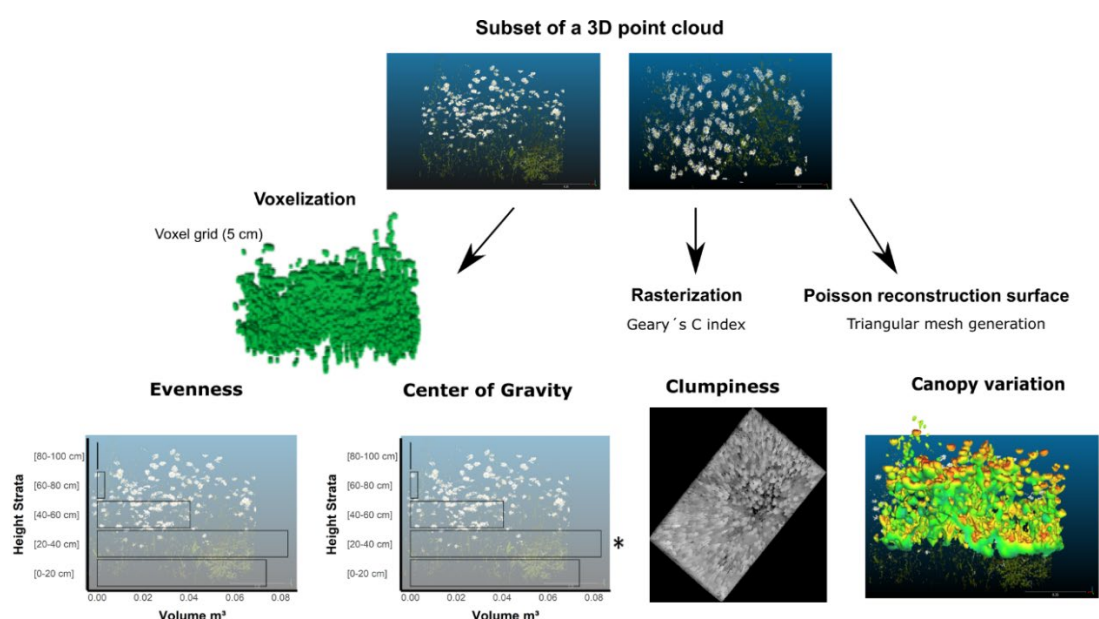 Subset of a 3D point cloud
Voxelization
Voxel grid (5 cm)
Rasterization
Geary´s C index
Poisson reconstruction surface
Triangular mesh generation
Evenness
Height Strata
[80-100 cm]
[60-80 cm]
[40-60 cm]
[20-40 cm]
[0-20 cm]
0.00 0.02 0.04 0.06 0.08
Volume m³
Center of Gravity
Height Strata
[80-100 cm]
[60-80 cm]
[40-60 cm]
[20-40 cm]
*
[0-20 cm]
0.00 0.02 0.04 0.06 0.08
Volume m³
Clumpiness
Canopy variation